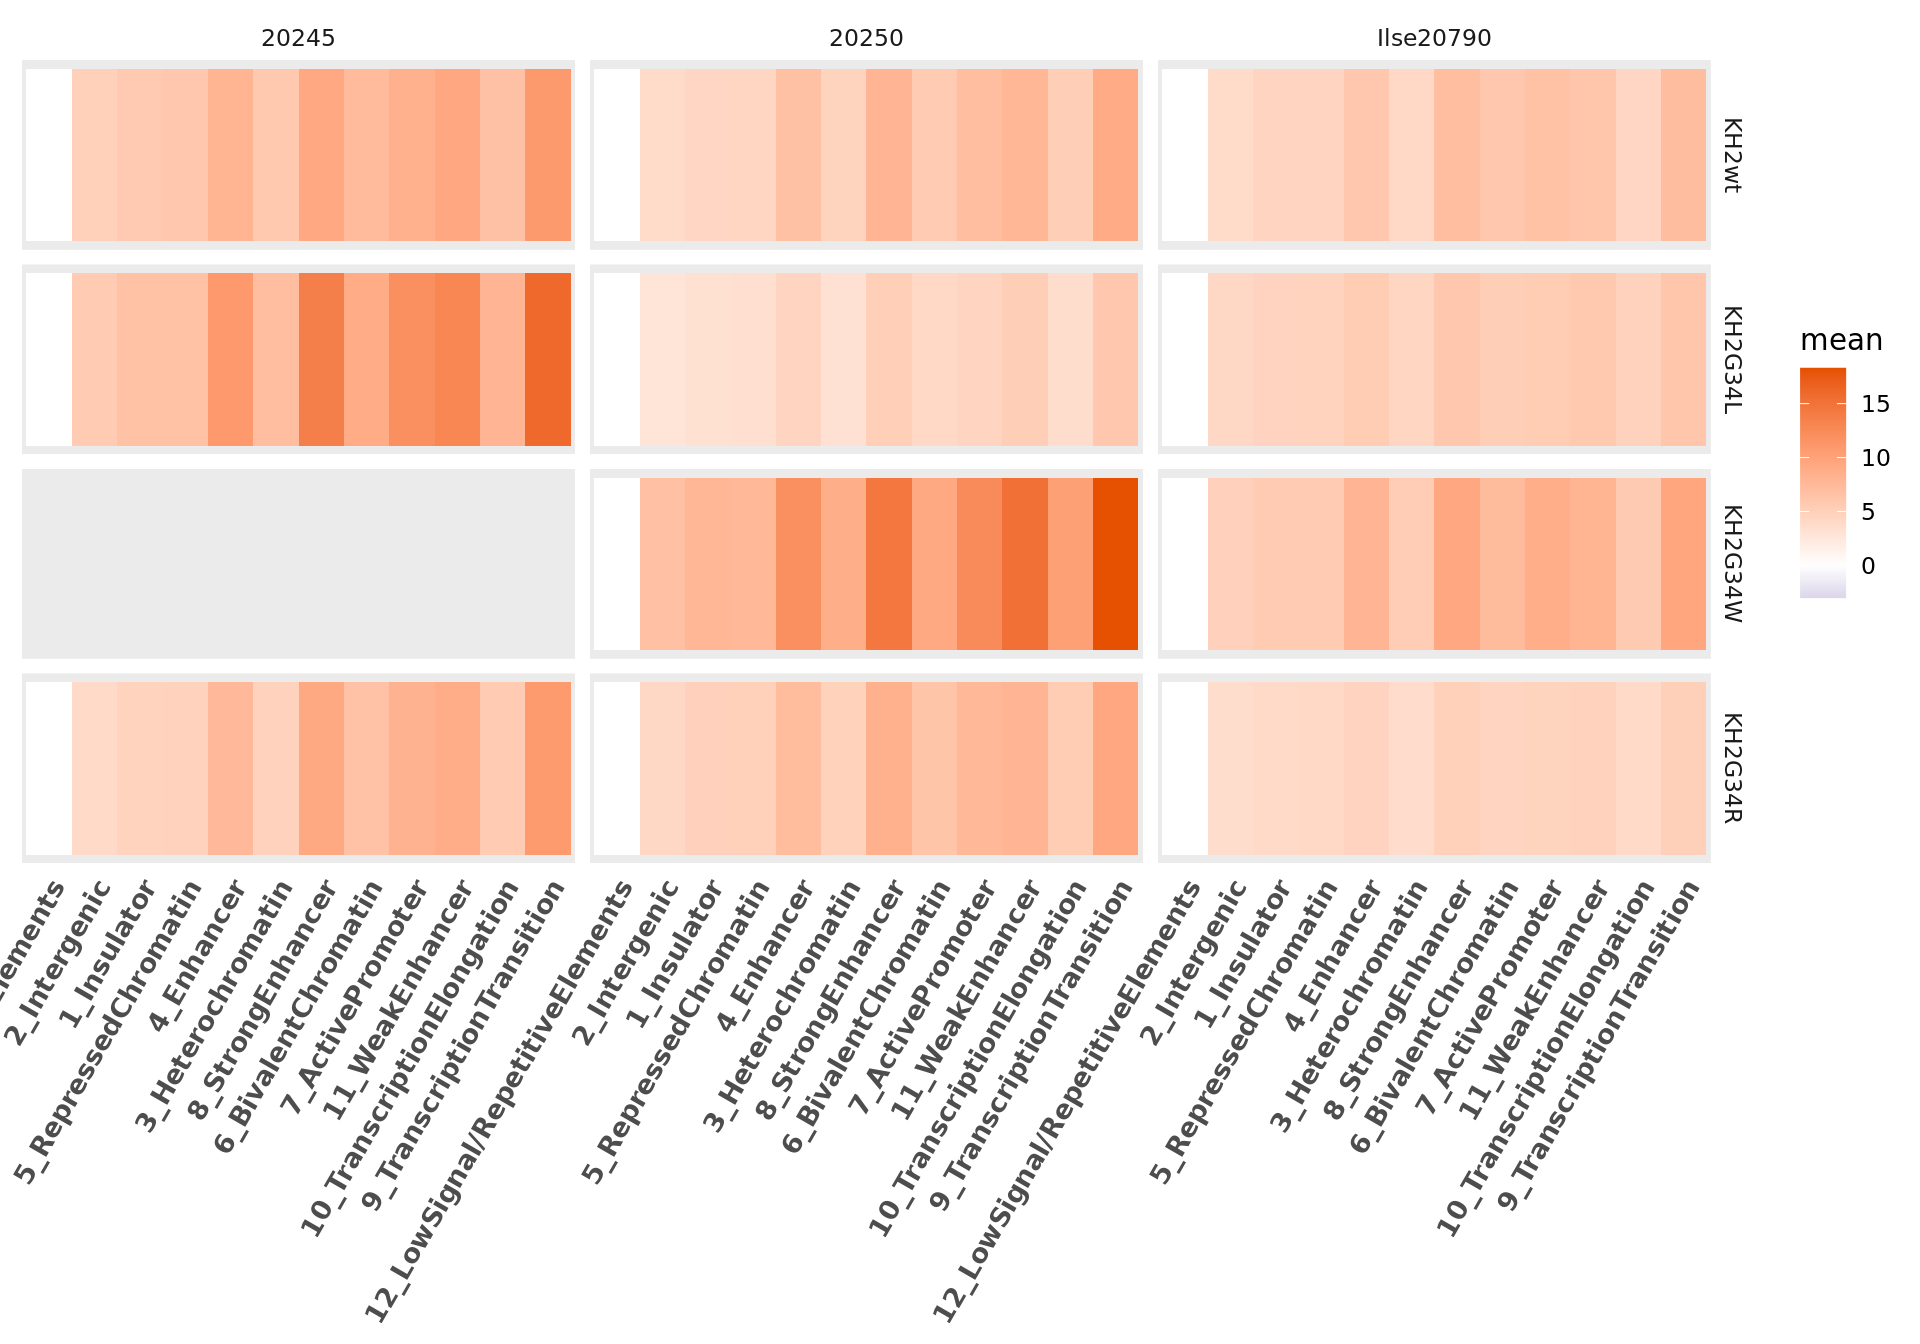 20245 20250 Ilse20790
KH2wt
KH2G34L
KH2G34W
KH2G34R
mean
15
10
5
0
2_Intergenic
1_Insulator
5_RepressedChromatin
4_Enhancer
3_Heterochromatin
8_StrongEnhancer
6_BivalentChromatin
7_ActivePromoter
11_WeakEnhancer
10_TranscriptionElongation
9_TranscriptionTransition
12_LowSignal/RepetitiveElements
2_Intergenic
1_Insulator
5_RepressedChromatin
4_Enhancer
3_Heterochromatin
8_StrongEnhancer
6_BivalentChromatin
7_ActivePromoter
11_WeakEnhancer
10_TranscriptionElongation
9_TranscriptionTransition
12_LowSignal/RepetitiveElements
2_Intergenic
1_Insulator
5_RepressedChromatin
4_Enhancer
3_Heterochromatin
8_StrongEnhancer
6_BivalentChromatin
7_ActivePromoter
11_WeakEnhancer
10_TranscriptionElongation
9_TranscriptionTransition